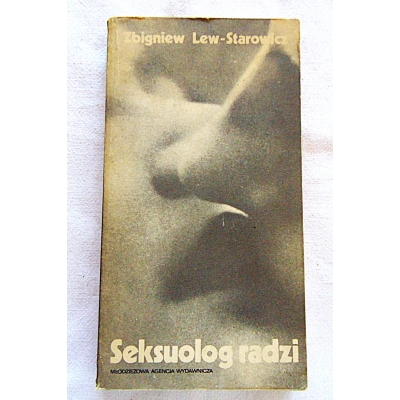 Zbigniew Lew-Starowicz
Seksuolog radzi
MŁODZIEŻOWA AGENCJA WYDAWNICZA